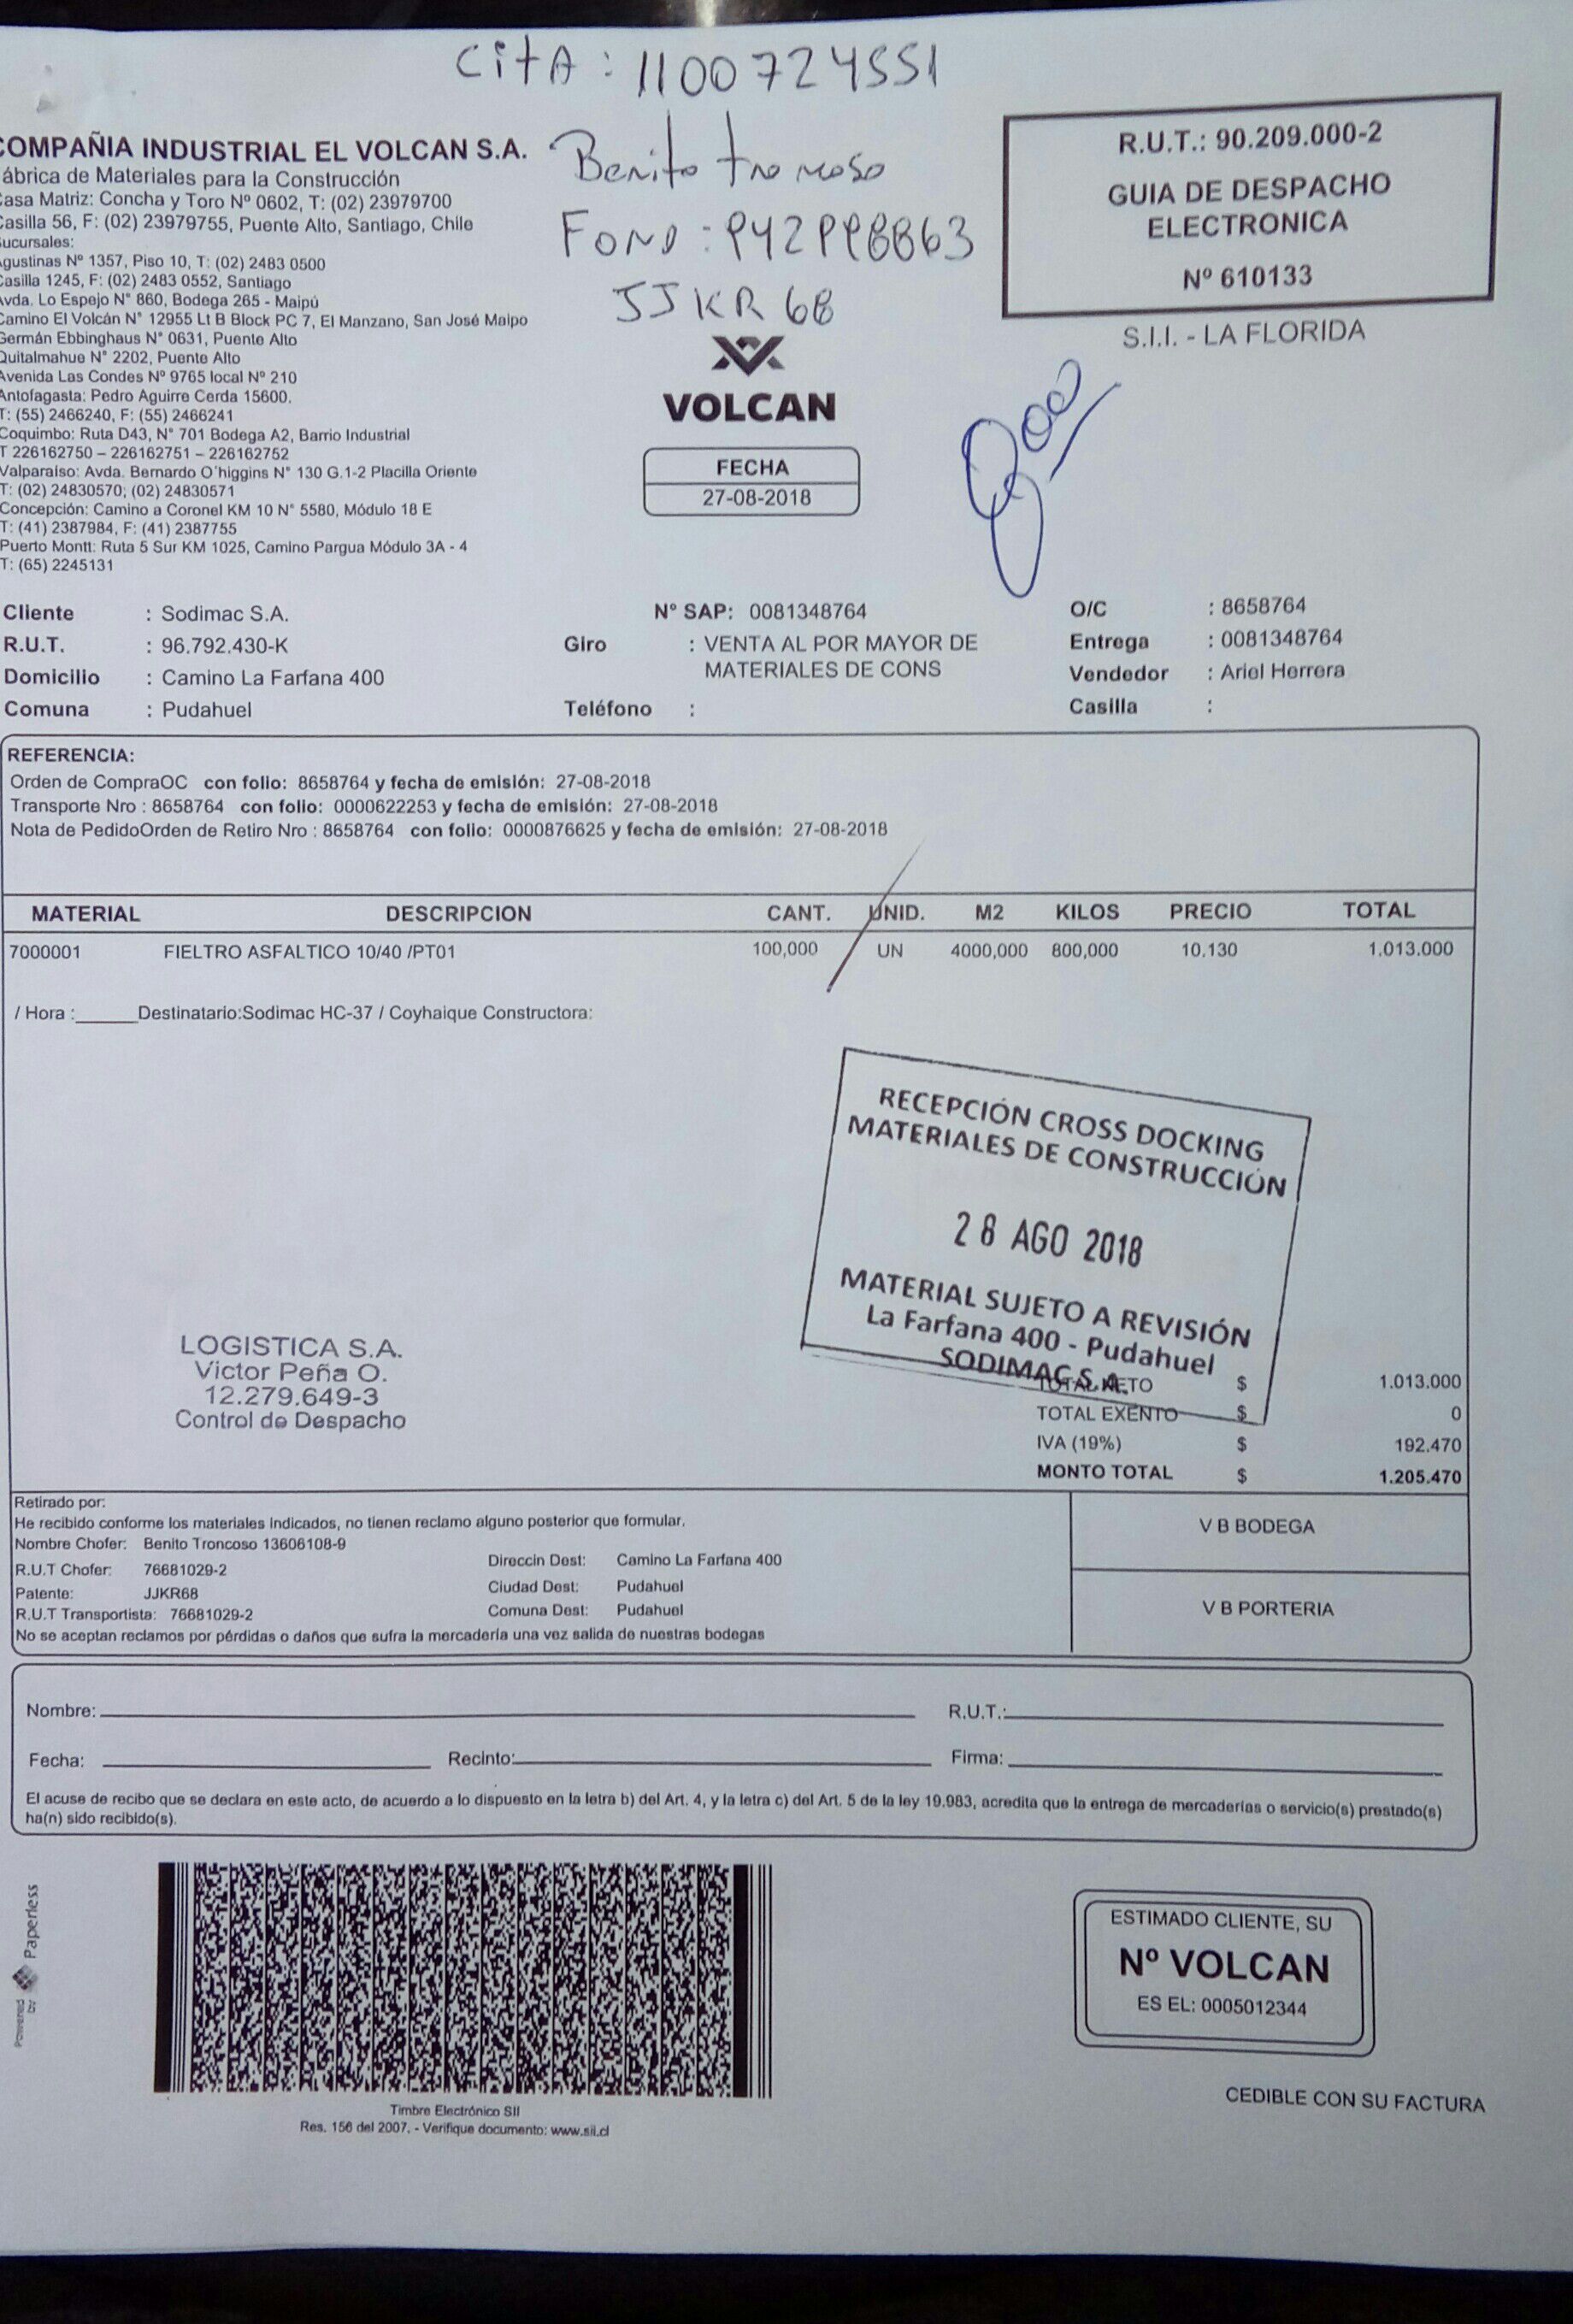 CitA : 1100724551
COMPAÑIA INDUSTRIAL EL VOLCAN S.A.
ábrica de Materiales para la Construcción
Casa Matriz: Concha y Toro Nº 0602, T: (02) 23979700
Casilla 56, F: (02) 23979755, Puente Alto, Santiago, Chile
Sucursales:
Agustinas Nº 1357, Piso 10, T: (02) 2483 0500
Casilla 1245, F: (02) 2483 0552, Santiago
Avda. Lo Espejo N° 860, Bodega 265 - Maipú
Camino El Volcán N° 12955 Lt B Block PC 7, El Manzano, San José Maipo
Germán Ebbinghaus N° 0631, Puente Alto
Quitalmahue N° 2202, Puente Alto
Avenida Las Condes Nº 9765 local Nº 210
Antofagasta: Pedro Aguirre Cerda 15600.
T: (55) 2466240, F: (55) 2466241
Coquimbo: Ruta D43, N° 701 Bodega A2, Barrio Industrial
T 226162750 – 226162751 – 226162752
Valparaíso: Avda. Bernardo O´higgins N° 130 G.1-2 Placilla Oriente
T: (02) 24830570; (02) 24830571
Concepción: Camino a Coronel KM 10 N° 5580, Módulo 18 E
T: (41) 2387984, F: (41) 2387755
Puerto Montt: Ruta 5 Sur KM 1025, Camino Pargua Módulo 3A - 4
T: (65) 2245131
Benito
Fono : 942998863
JJKR 68
VOLCAN
FECHA
27-08-2018
R.U.T.: 90.209.000-2
GUIA DE DESPACHO
ELECTRONICA
Nº 610133
S.I.I. - LA FLORIDA
Cliente : Sodimac S.A. N° SAP: 0081348764 O/C : 8658764
R.U.T. : 96.792.430-K Giro : VENTA AL POR MAYOR DE Entrega : 0081348764
MATERIALES DE CONS
Domicilio : Camino La Farfana 400 Vendedor : Ariel Herrera
Comuna : Pudahuel Teléfono : Casilla :
REFERENCIA:
Orden de CompraOC con folio: 8658764 y fecha de emisión: 27-08-2018
Transporte Nro : 8658764 con folio: 0000622253 y fecha de emisión: 27-08-2018
Nota de PedidoOrden de Retiro Nro : 8658764 con folio: 0000876625 y fecha de emisión: 27-08-2018
MATERIAL DESCRIPCION CANT. UNID. M2 KILOS PRECIO TOTAL
7000001 FIELTRO ASFALTICO 10/40 /PT01 100,000 UN 4000,000 800,000 10.130 1.013.000
/ Hora :______Destinatario:Sodimac HC-37 / Coyhaique Constructora:
RECEPCIÓN CROSS DOCKING
MATERIALES DE CONSTRUCCIÓN
28 AGO 2018
MATERIAL SUJETO A REVISIÓN
La Farfana 400 - Pudahuel
SODIMAC S.A.
LOGISTICA S.A.
Victor Peña O.
12.279.649-3
Control de Despacho
TOTAL NETO $ 1.013.000
TOTAL EXENTO $ 0
IVA (19%) $ 192.470
MONTO TOTAL $ 1.205.470
Retirado por:
He recibido conforme los materiales indicados, no tienen reclamo alguno posterior que formular.
Nombre Chofer: Benito Troncoso 13606108-9
R.U.T Chofer: 76681029-2 Direccin Dest: Camino La Farfana 400
Patente: JJKR68 Ciudad Dest: Pudahuel
R.U.T Transportista: 76681029-2 Comuna Dest: Pudahuel
No se aceptan reclamos por pérdidas o daños que sufra la mercadería una vez salida de nuestras bodegas
V B BODEGA
V B PORTERIA
Nombre: R.U.T.:
Fecha: Recinto: Firma:
El acuse de recibo que se declara en este acto, de acuerdo a lo dispuesto en la letra b) del Art. 4, y la letra c) del Art. 5 de la ley 19.983, acredita que la entrega de mercaderías o servicio(s) prestado(s)
ha(n) sido recibido(s).
Powered by Paperless
Timbre Electrónico SII
Res. 156 del 2007. - Verifique documento: www.sii.cl
ESTIMADO CLIENTE, SU
Nº VOLCAN
ES EL: 0005012344
CEDIBLE CON SU FACTURA